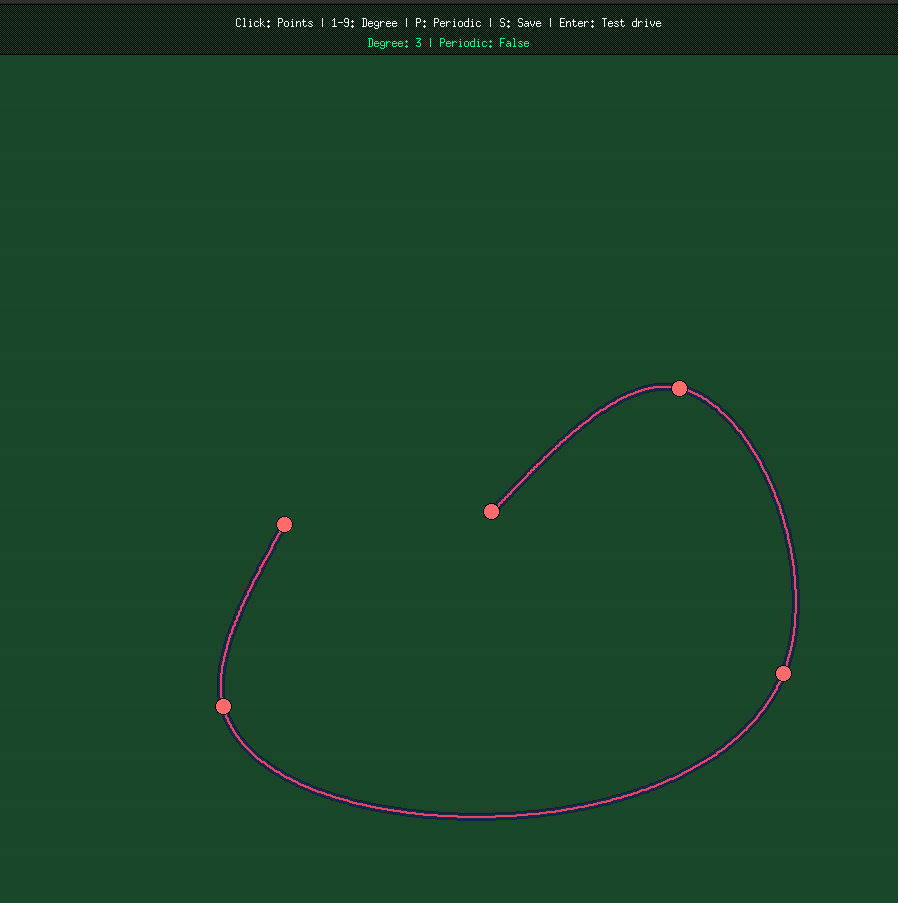 Click: Points | 1-9: Degree | P: Periodic | S: Save | Enter: Test drive
Degree: 3 | Periodic: False